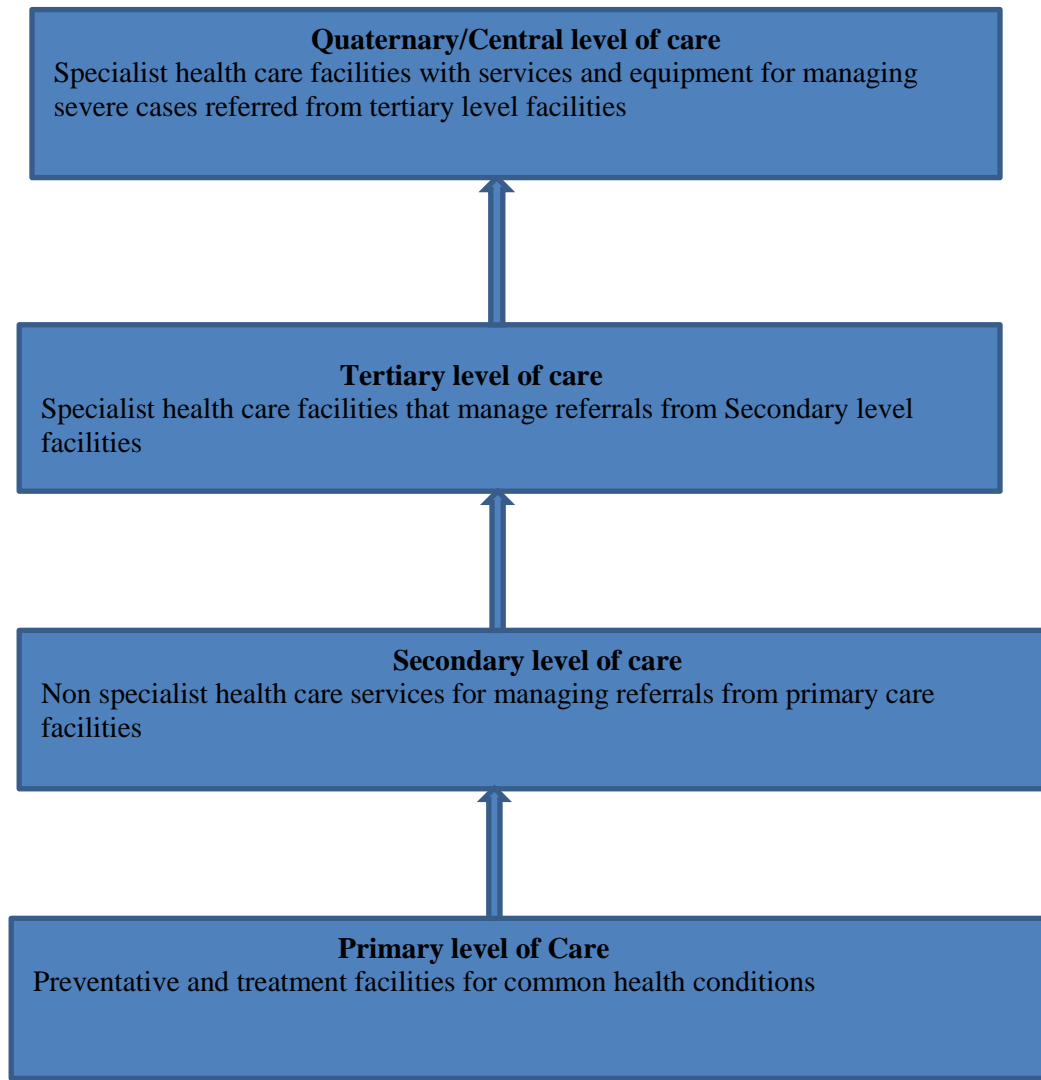 Quaternary/Central level of care
Specialist health care facilities with services and equipment for managing
severe cases referred from tertiary level facilities
Tertiary level of care
Specialist health care facilities that manage referrals from Secondary level
facilities
Secondary level of care
Non specialist health care services for managing referrals from primary care
facilities
Primary level of Care
Preventative and treatment facilities for common health conditions